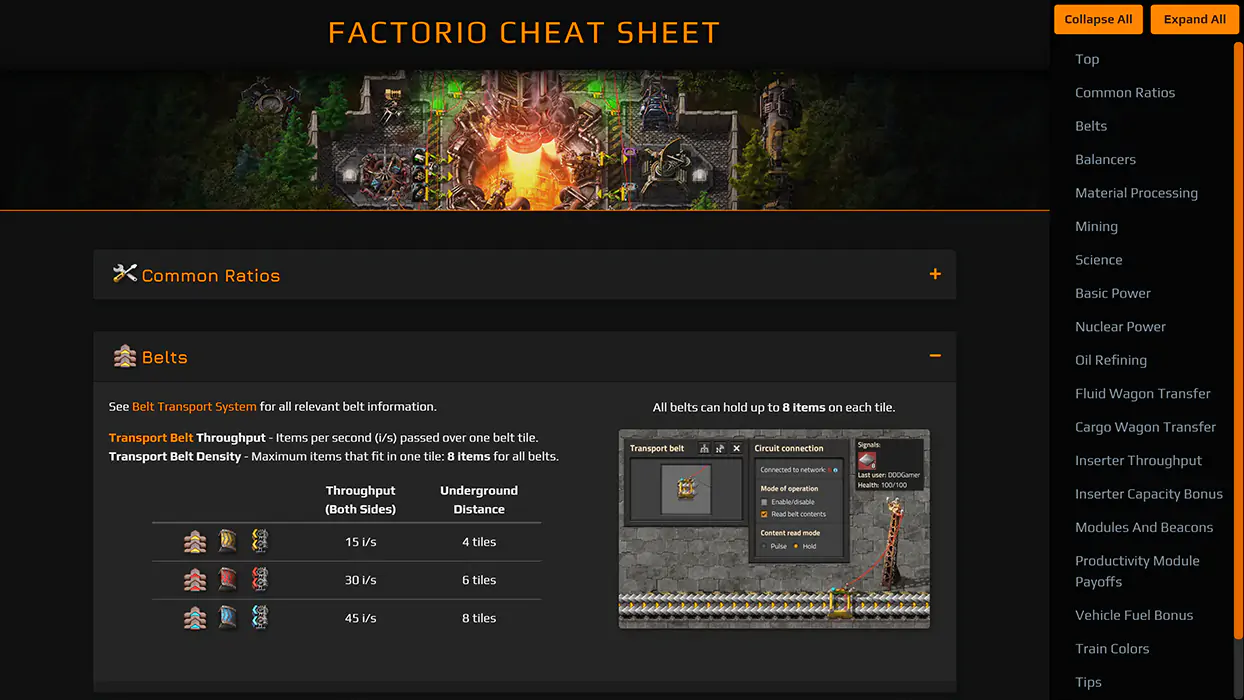 FACTORIO CHEAT SHEET
Collapse All
Expand All
Top
Common Ratios
Belts
Balancers
Material Processing
Mining
Science
Basic Power
Nuclear Power
Oil Refining
Fluid Wagon Transfer
Cargo Wagon Transfer
Inserter Throughput
Inserter Capacity Bonus
Modules And Beacons
Productivity Module
Payoffs
Vehicle Fuel Bonus
Train Colors
Tips
Common Ratios
+
Belts
−
See Belt Transport System for all relevant belt information.
Transport Belt Throughput - Items per second (i/s) passed over one belt tile.
Transport Belt Density - Maximum items that fit in one tile: 8 items for all belts.
Throughput
(Both Sides)
Underground
Distance
15 i/s 4 tiles
30 i/s 6 tiles
45 i/s 8 tiles
All belts can hold up to 8 items on each tile.
Transport belt
Circuit connection
Connected to network:
Mode of operation
Enable/disable
Read belt contents
Content read mode
Pulse Hold
Signals:
Last user: DDDGamer
Health: 100/100